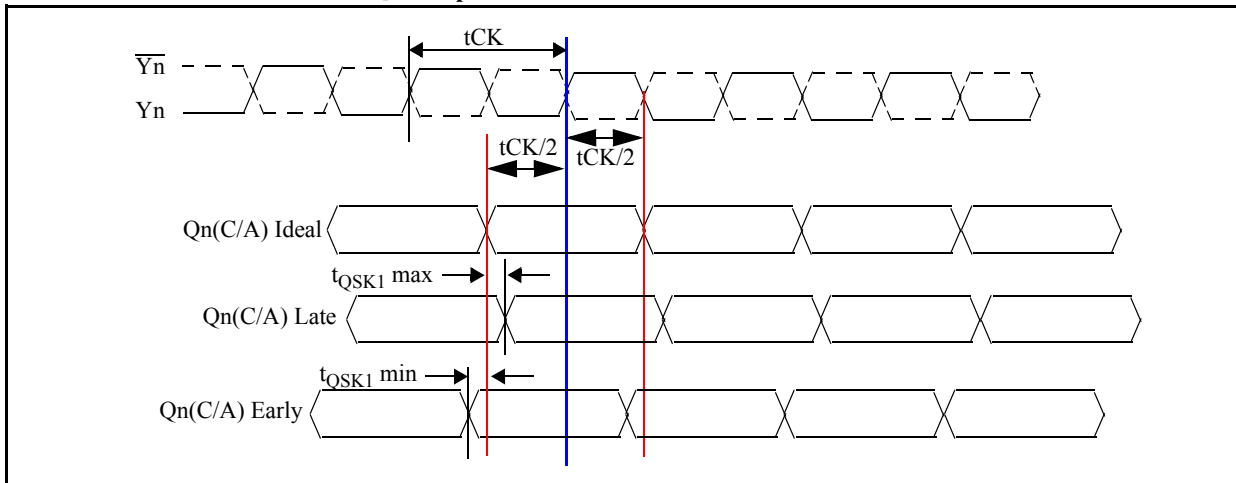 tCK
Yn
Yn
tCK/2
tCK/2
Qn(C/A) Ideal
tQSK1 max
Qn(C/A) Late
tQSK1 min
Qn(C/A) Early